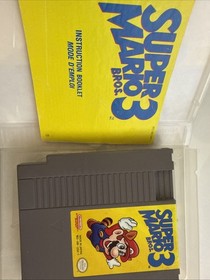 SUPER
MARIO
BROS.
3
INSTRUCTION BOOKLET
MODE D'EMPLOI
SUPER
MARIO
BROS.
3